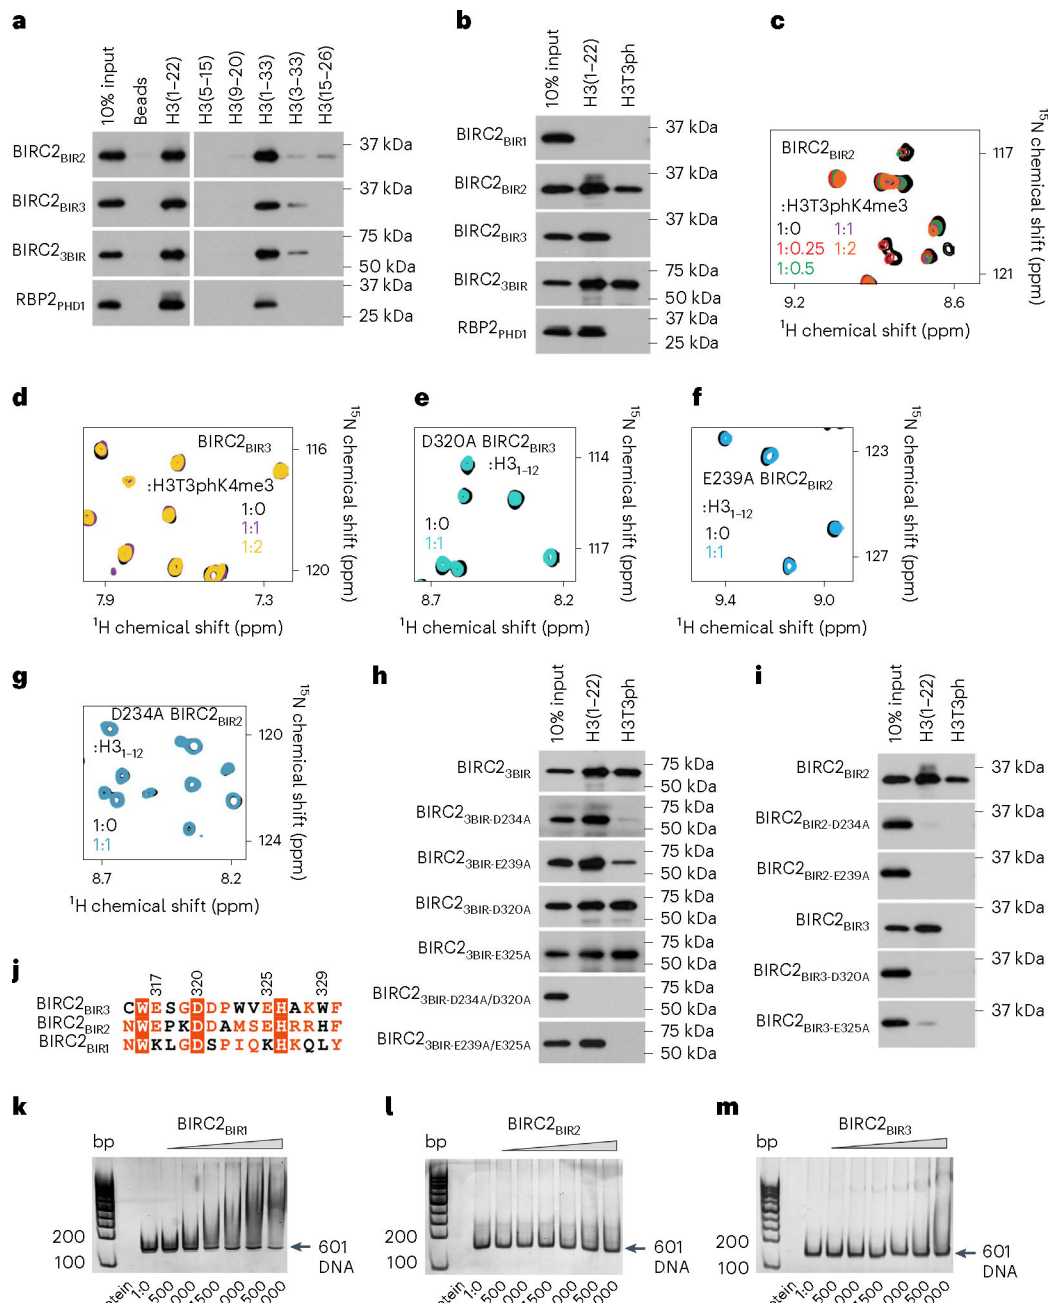 a
10% input
Beads
H3(1–22)
H3(5–15)
H3(9–20)
H3(1–33)
H3(3–33)
H3(15–26)
BIRC2BIR2
37 kDa
BIRC2BIR3
37 kDa
BIRC23BIR
75 kDa
50 kDa
RBP2PHD1
37 kDa
25 kDa
b
10% input
H3(1–22)
H3T3ph
BIRC2BIR1
37 kDa
BIRC2BIR2
37 kDa
BIRC2BIR3
37 kDa
BIRC23BIR
75 kDa
50 kDa
RBP2PHD1
37 kDa
25 kDa
c
BIRC2BIR2
:H3T3phK4me3
1:0 1:1
1:0.25 1:2
1:0.5
117
121
9.2 8.6
1H chemical shift (ppm)
15N chemical shift (ppm)
d
BIRC2BIR3
:H3T3phK4me3
1:0
1:1
1:2
116
120
7.9 7.3
1H chemical shift (ppm)
15N chemical shift (ppm)
e
D320A BIRC2BIR3
:H31–12
1:0
1:1
114
117
8.7 8.2
1H chemical shift (ppm)
15N chemical shift (ppm)
f
E239A BIRC2BIR2
:H31–12
1:0
1:1
123
127
9.4 9.0
1H chemical shift (ppm)
15N chemical shift (ppm)
g
D234A BIRC2BIR2
:H31–12
1:0
1:1
120
124
8.7 8.2
1H chemical shift (ppm)
15N chemical shift (ppm)
h
10% input
H3(1–22)
H3T3ph
BIRC23BIR
75 kDa
50 kDa
BIRC23BIR-D234A
75 kDa
50 kDa
BIRC23BIR-E239A
75 kDa
50 kDa
BIRC23BIR-D320A
75 kDa
50 kDa
BIRC23BIR-E325A
75 kDa
50 kDa
BIRC23BIR-D234A/D320A
75 kDa
50 kDa
BIRC23BIR-E239A/E325A
75 kDa
50 kDa
i
10% input
H3(1–22)
H3T3ph
BIRC2BIR2
37 kDa
BIRC2BIR2-D234A
37 kDa
BIRC2BIR2-E239A
37 kDa
BIRC2BIR3
37 kDa
BIRC2BIR3-D320A
37 kDa
BIRC2BIR3-E325A
37 kDa
j
317 320 325 329
BIRC2BIR3 CWESGDDPWVEHAKWF
BIRC2BIR2 NWEPKDDAMSEHRRHF
BIRC2BIR1 NWKLGDSPIQKHKQLY
k
BIRC2BIR1
bp
200
100
601
DNA
1:0
l
BIRC2BIR2
bp
200
100
601
DNA
1:0
m
BIRC2BIR3
bp
200
100
601
DNA
1:0